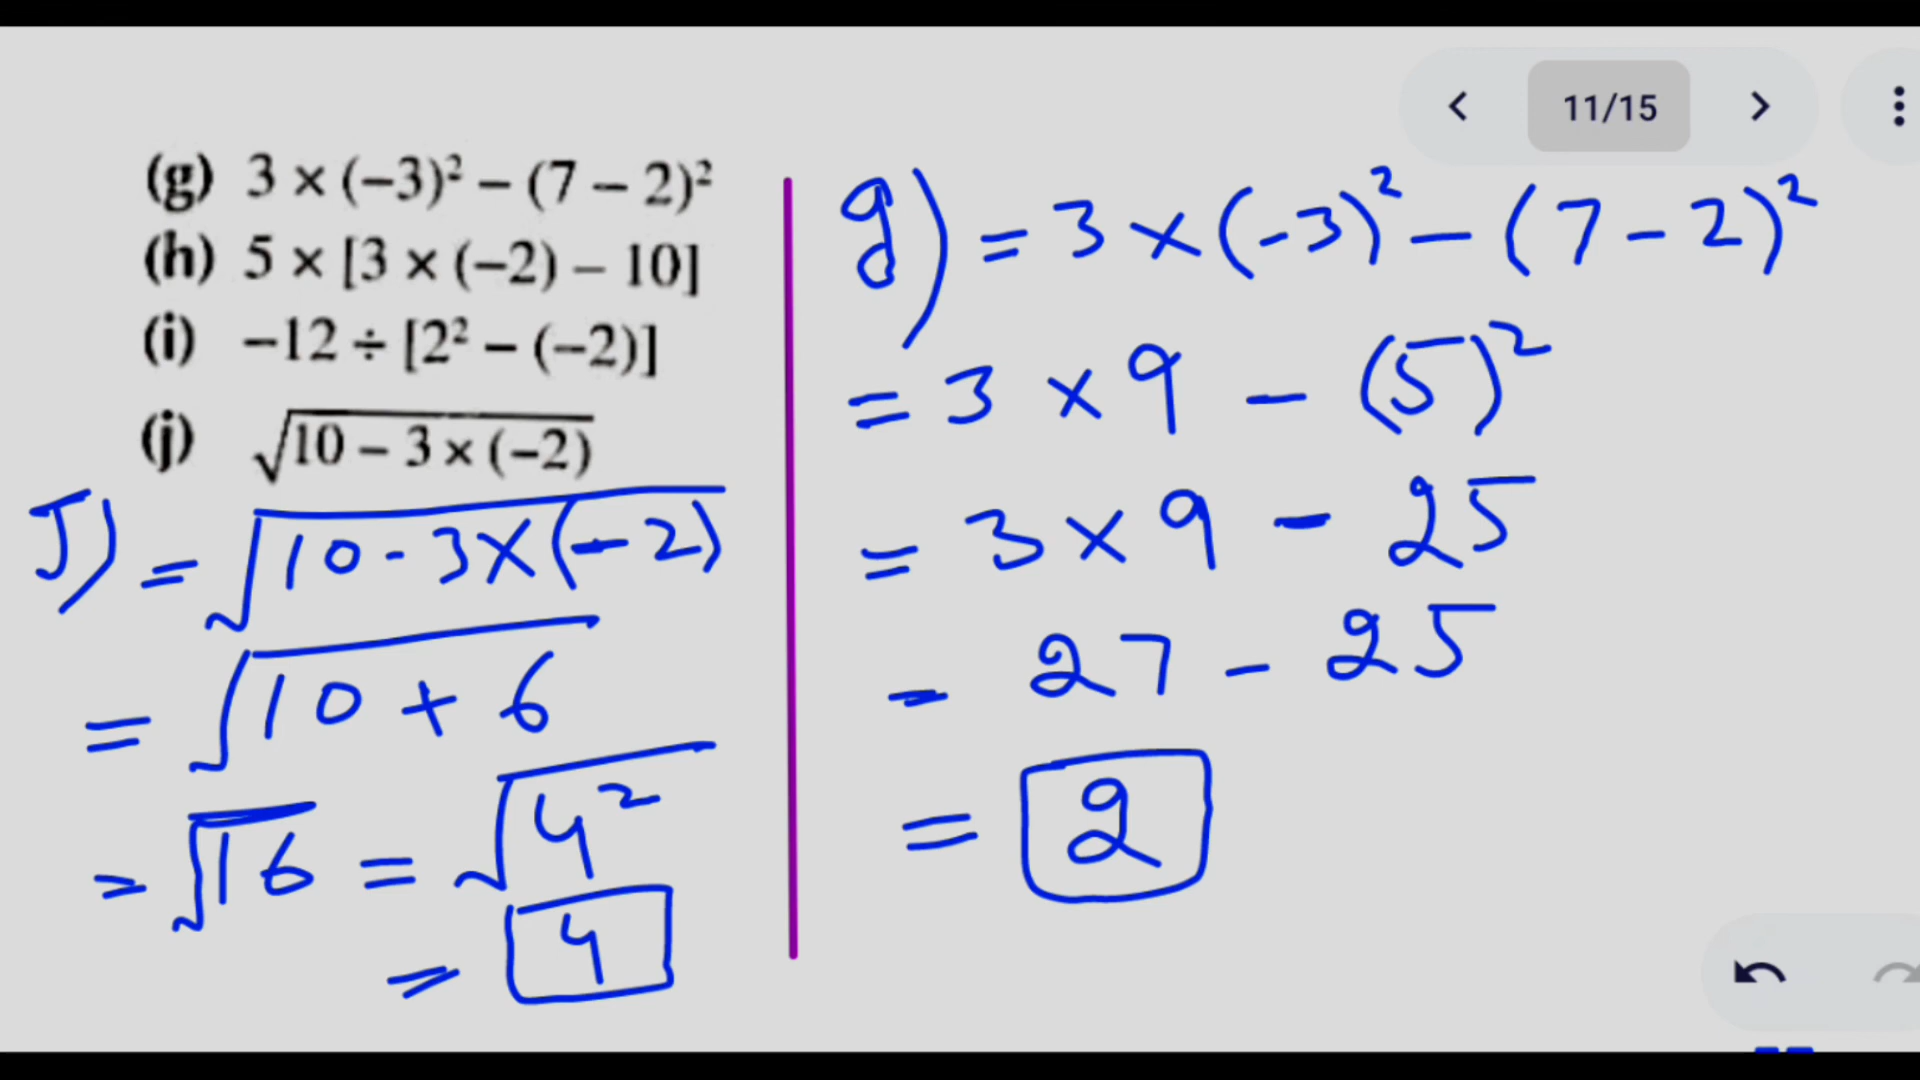 11/15
(g) 3 × (−3)² − (7 − 2)²
(h) 5 × [3 × (−2) − 10]
(i) −12 ÷ [2² − (−2)]
(j) √(10 − 3 × (−2))
J) = √(10 - 3 × (-2))
= √(10 + 6)
= √16 = √(4²)
= 4
g) = 3 × (-3)² - (7 - 2)²
= 3 × 9 - (5)²
= 3 × 9 - 25
= 27 - 25
= 2